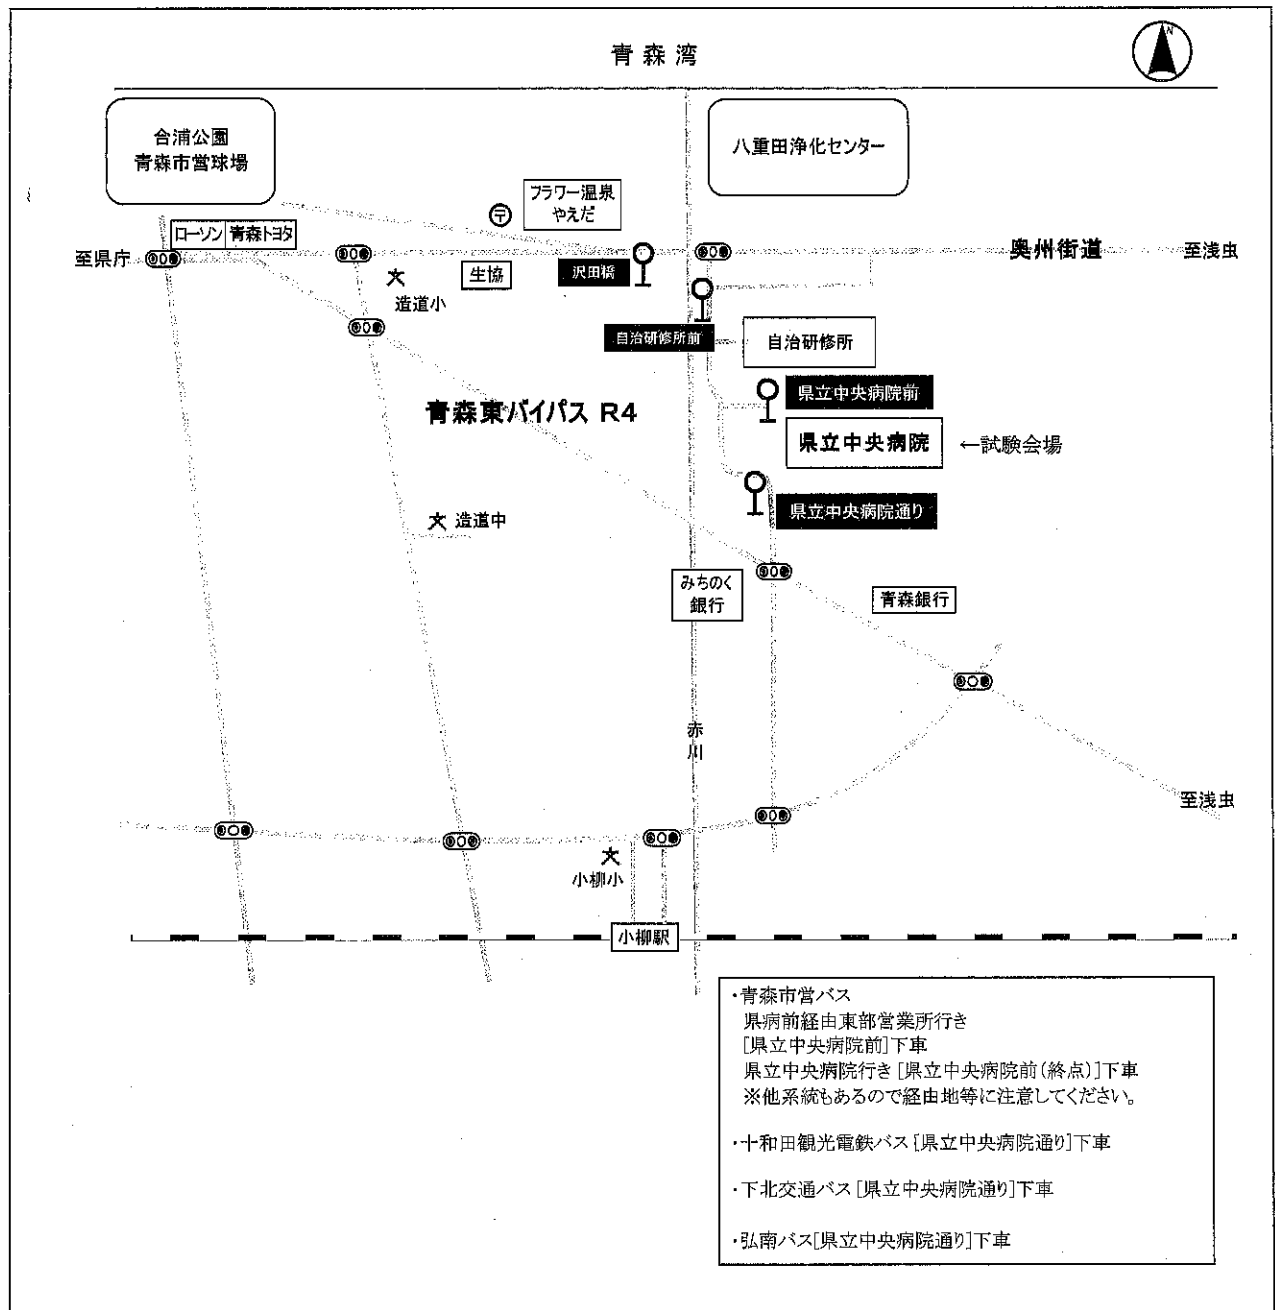 青森湾
N
合浦公園
青森市営球場
八重田浄化センター
フラワー温泉
やえだ
〒
ローソン
青森トヨタ
至県庁
生協
沢田橋
奥州街道
至浅虫
造道小
自治研修所前
自治研修所
県立中央病院前
青森東バイパス R4
県立中央病院
←試験会場
県立中央病院通り
造道中
みちのく
銀行
青森銀行
赤川
至浅虫
小柳小
小柳駅
・青森市営バス
県病前経由東部営業所行き
[県立中央病院前]下車
県立中央病院行き [県立中央病院前(終点)]下車
※他系統もあるので経由地等に注意してください。
・十和田観光電鉄バス [県立中央病院通り]下車
・下北交通バス [県立中央病院通り]下車
・弘南バス[県立中央病院通り]下車